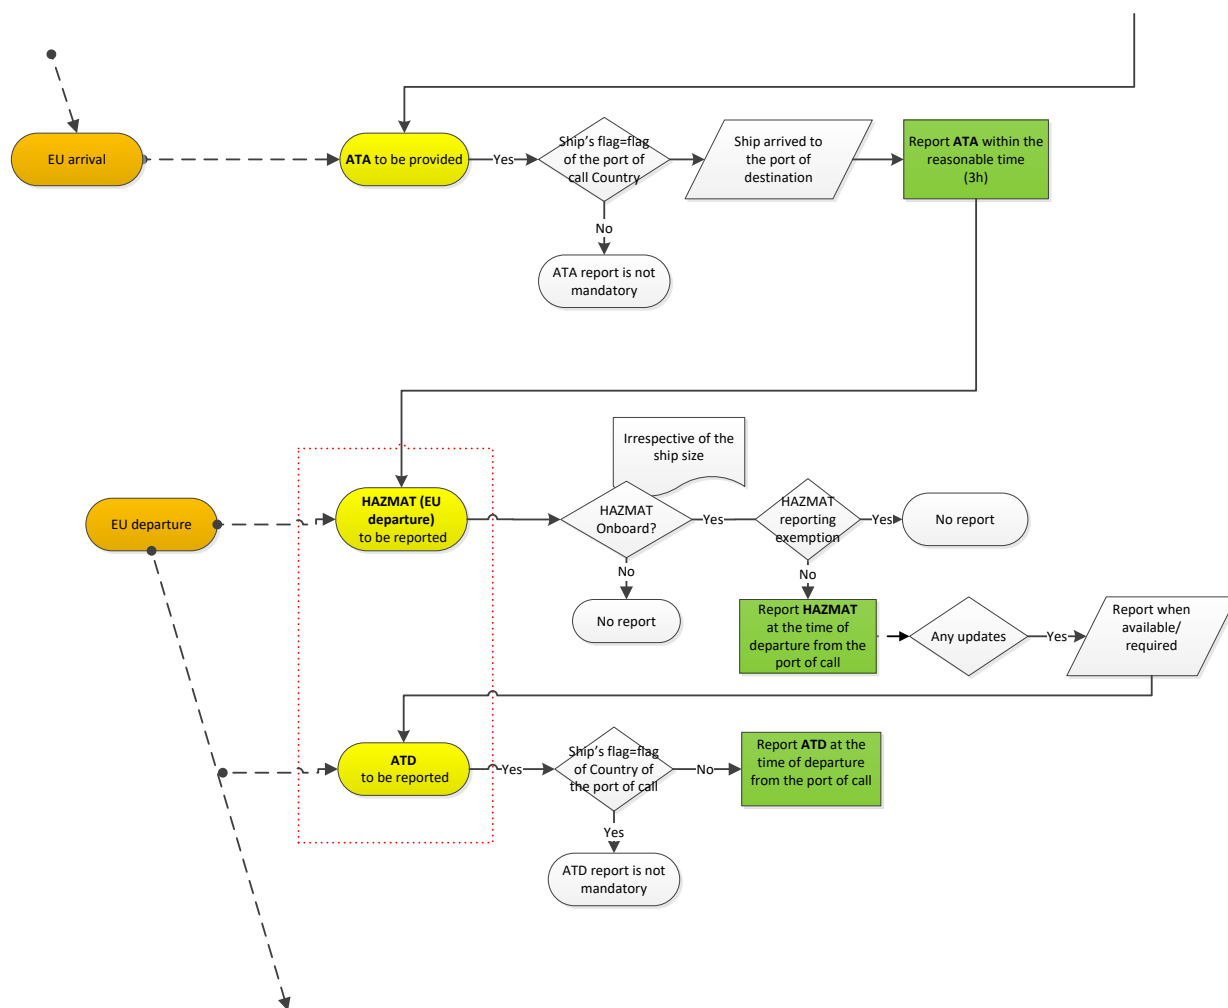 EU arrival
ATA to be provided
Yes
Ship's flag=flag
of the port of
call Country
Ship arrived to
the port of
destination
Report ATA within the
reasonable time
(3h)
No
ATA report is not
mandatory
Irrespective of the
ship size
EU departure
HAZMAT (EU
departure)
to be reported
HAZMAT
Onboard?
Yes
HAZMAT
reporting
exemption
Yes
No report
No
No report
No
Report HAZMAT
at the time of
departure from the
port of call
Any updates
Yes
Report when
available/
required
ATD
to be reported
Yes
Ship's flag=flag
of Country of
the port of call
No
Report ATD at the
time of departure
from the port of call
Yes
ATD report is not
mandatory